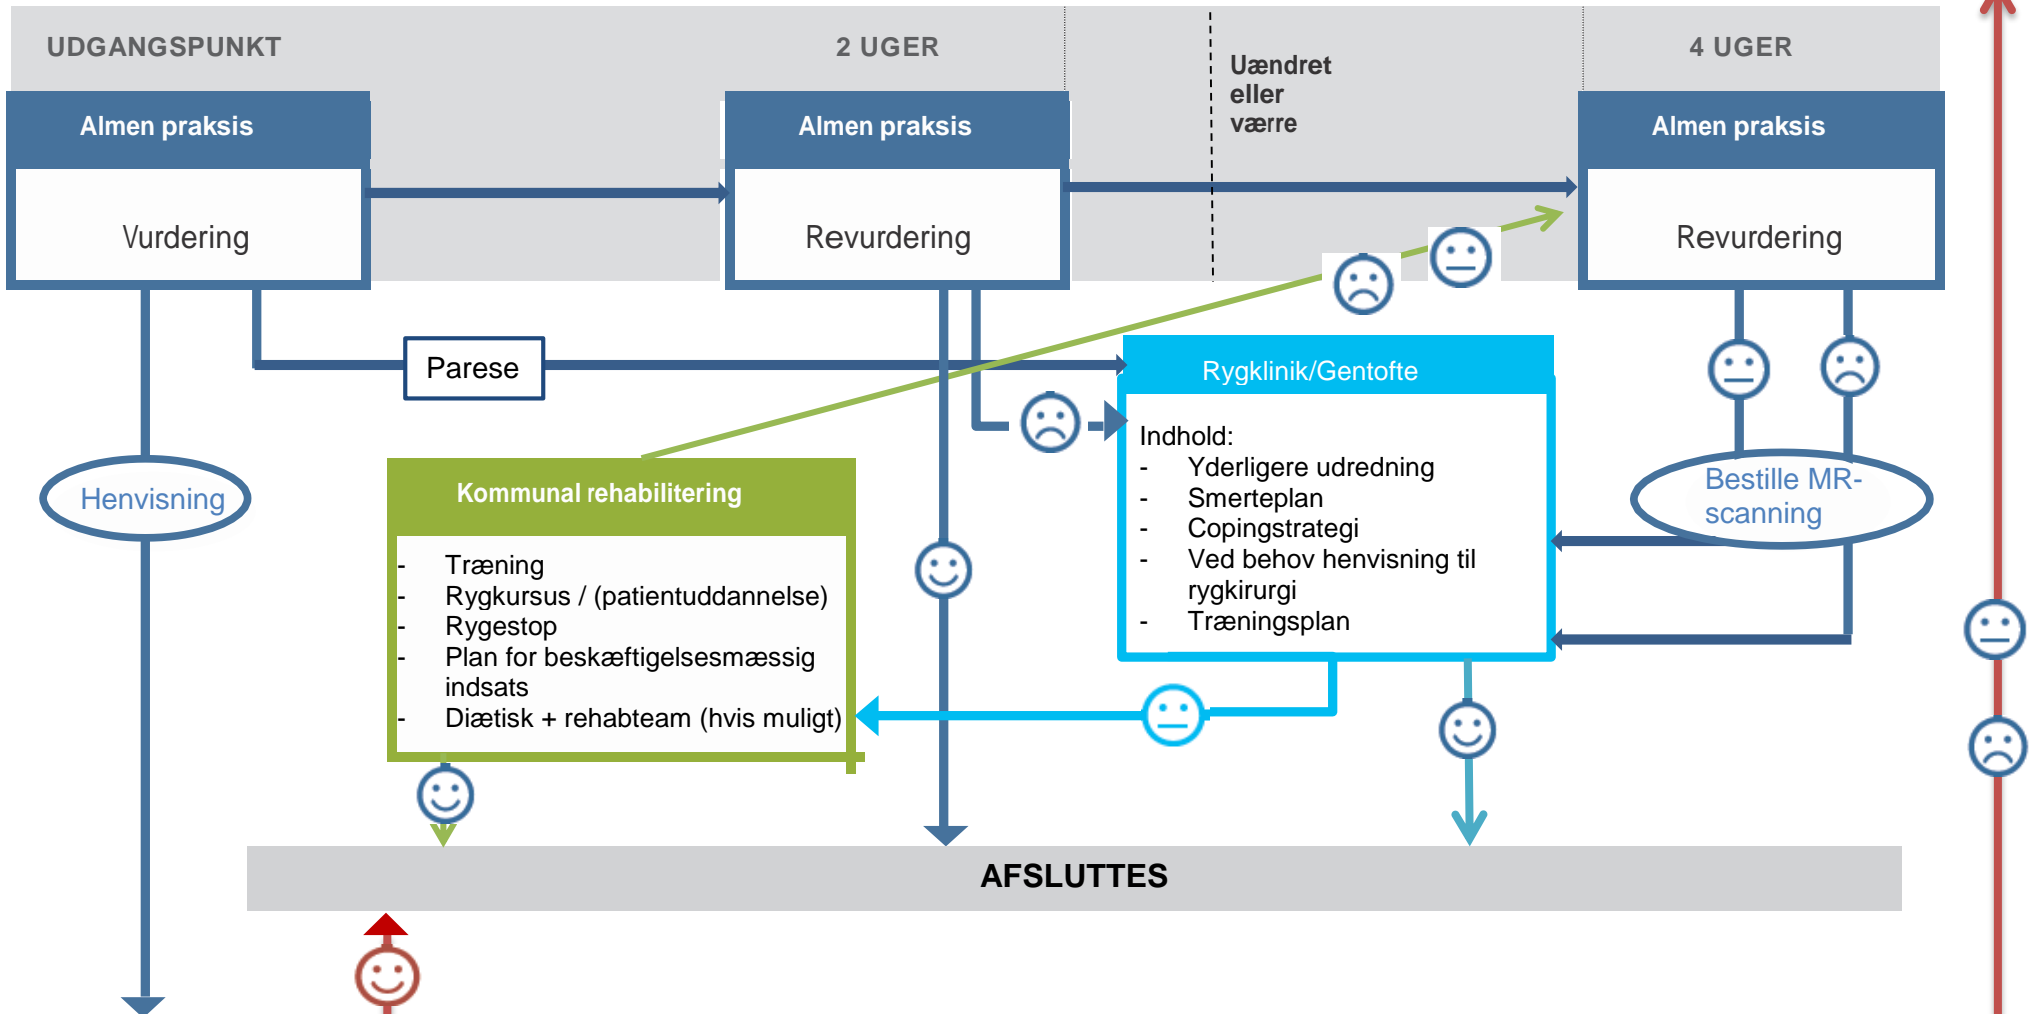 UDGANGSPUNKT
2 UGER
4 UGER
Uændret
eller
værre
Almen praksis
Almen praksis
Almen praksis
Vurdering
Revurdering
Revurdering
Parese
Rygklinik/Gentofte
Indhold:
- Yderligere udredning
- Smerteplan
- Copingstrategi
- Ved behov henvisning til
rygkirurgi
- Træningsplan
Henvisning
Kommunal rehabilitering
- Træning
- Rygkursus / (patientuddannelse)
- Rygestop
- Plan for beskæftigelsesmæssig
indsats
- Diætisk + rehabteam (hvis muligt)
Bestille MR-
scanning
AFSLUTTES